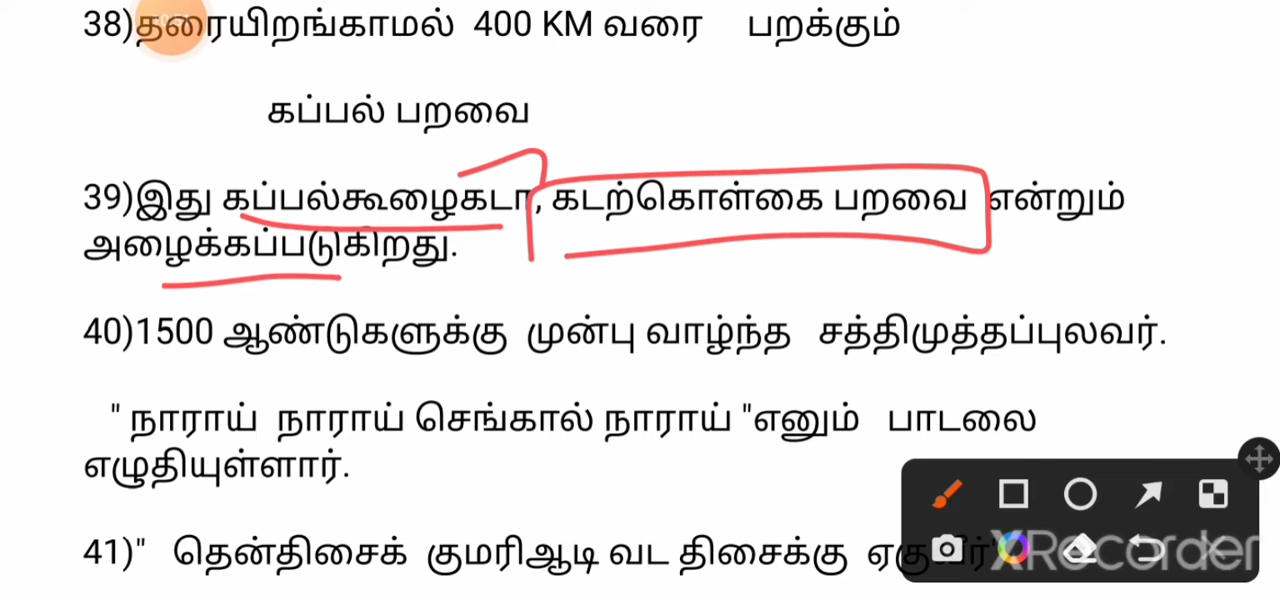 38)தரையிறங்காமல் 400 KM வரை பறக்கும்
கப்பல் பறவை
39)இது கப்பல்கூழைகடா, கடற்கொள்கை பறவை என்றும்
அழைக்கப்படுகிறது.
40)1500 ஆண்டுகளுக்கு முன்பு வாழ்ந்த சத்திமுத்தப்புலவர்.
" நாராய் நாராய் செங்கால் நாராய் "எனும் பாடலை
எழுதியுள்ளார்.
41)" தென்திசைக் குமரிஆடி வட திசைக்கு ஏகுவீர்
XRecorder